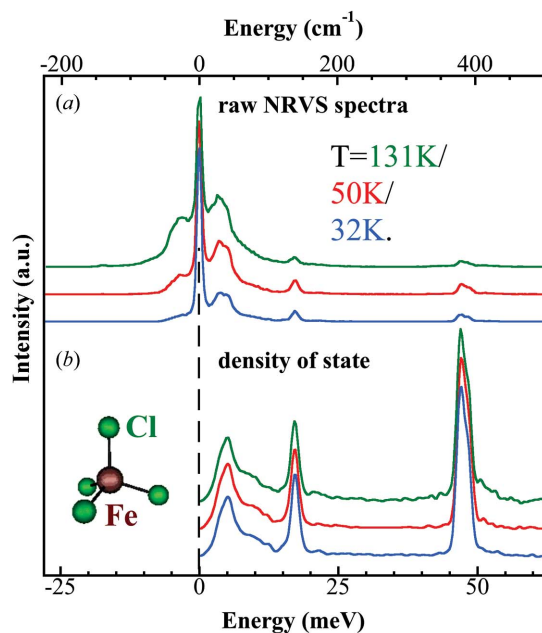 Energy (cm⁻¹)
-200 0 200 400
(a) raw NRVS spectra
T=131K/
50K/
32K.
Intensity (a.u.)
(b) density of state
Cl
Fe
-25 0 25 50
Energy (meV)